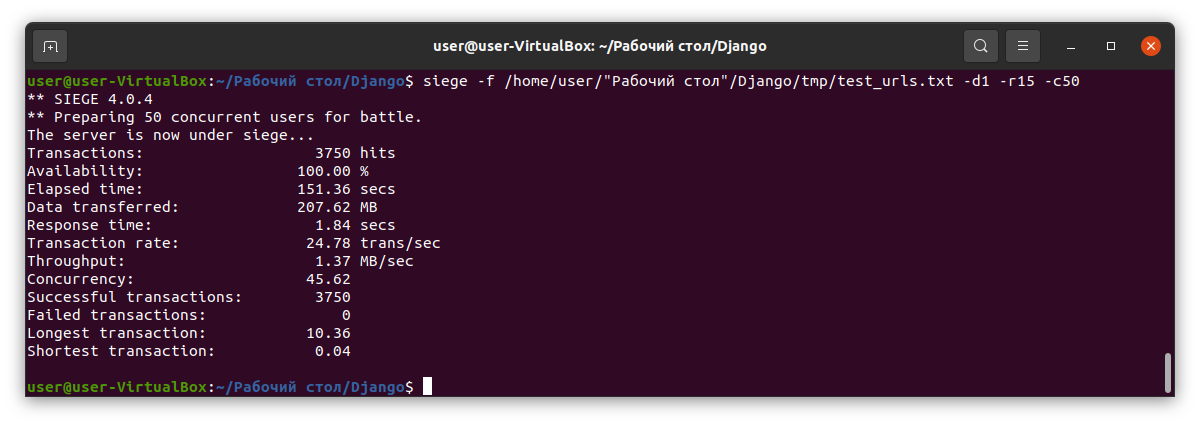 user@user-VirtualBox: ~/Рабочий стол/Django
user@user-VirtualBox:~/Рабочий стол/Django$ siege -f /home/user/"Рабочий стол"/Django/tmp/test_urls.txt -d1 -r15 -c50
** SIEGE 4.0.4
** Preparing 50 concurrent users for battle.
The server is now under siege...
Transactions:                   3750 hits
Availability:                 100.00 %
Elapsed time:                 151.36 secs
Data transferred:             207.62 MB
Response time:                  1.84 secs
Transaction rate:              24.78 trans/sec
Throughput:                     1.37 MB/sec
Concurrency:                   45.62
Successful transactions:        3750
Failed transactions:               0
Longest transaction:           10.36
Shortest transaction:           0.04
user@user-VirtualBox:~/Рабочий стол/Django$